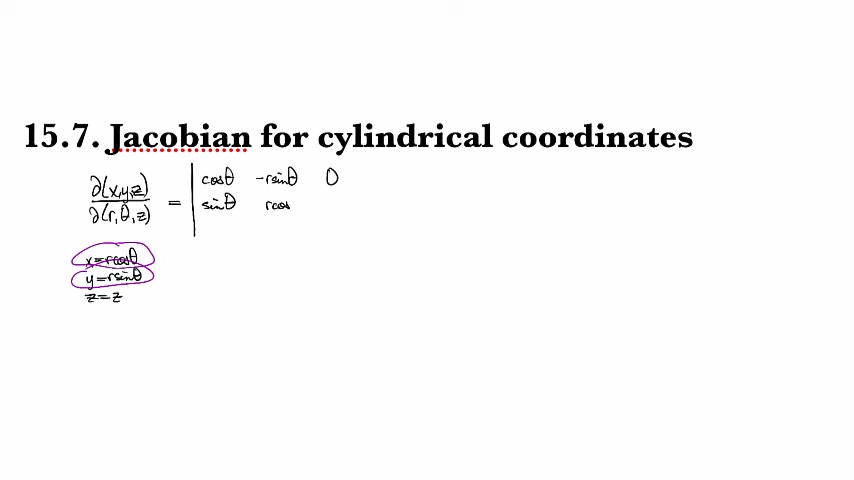 15.7. Jacobian for cylindrical coordinates
∂(x,y,z)
∂(r,θ,z)
=
cosθ -rsinθ 0
sinθ rcos
x=rcosθ
y=rsinθ
z=z